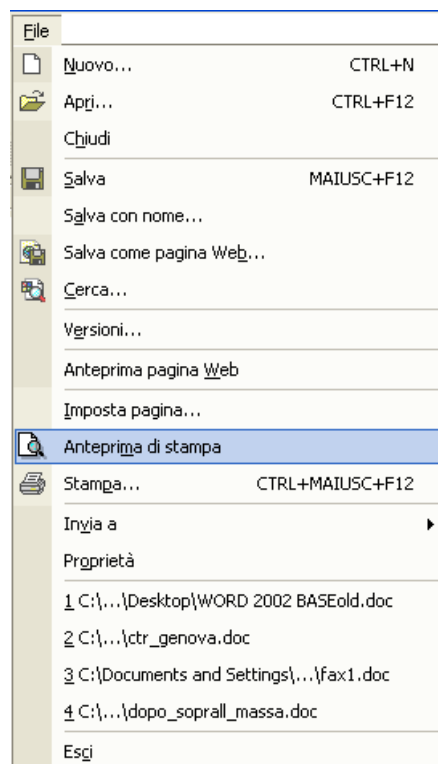 File
Nuovo... CTRL+N
Apri... CTRL+F12
Chiudi
Salva MAIUSC+F12
Salva con nome...
Salva come pagina Web...
Cerca...
Versioni...
Anteprima pagina Web
Imposta pagina...
Anteprima di stampa
Stampa... CTRL+MAIUSC+F12
Invia a
Proprietà
1 C:\...\Desktop\WORD 2002 BASEold.doc
2 C:\...\ctr_genova.doc
3 C:\Documents and Settings\...\fax1.doc
4 C:\...\dopo_soprall_massa.doc
Esci